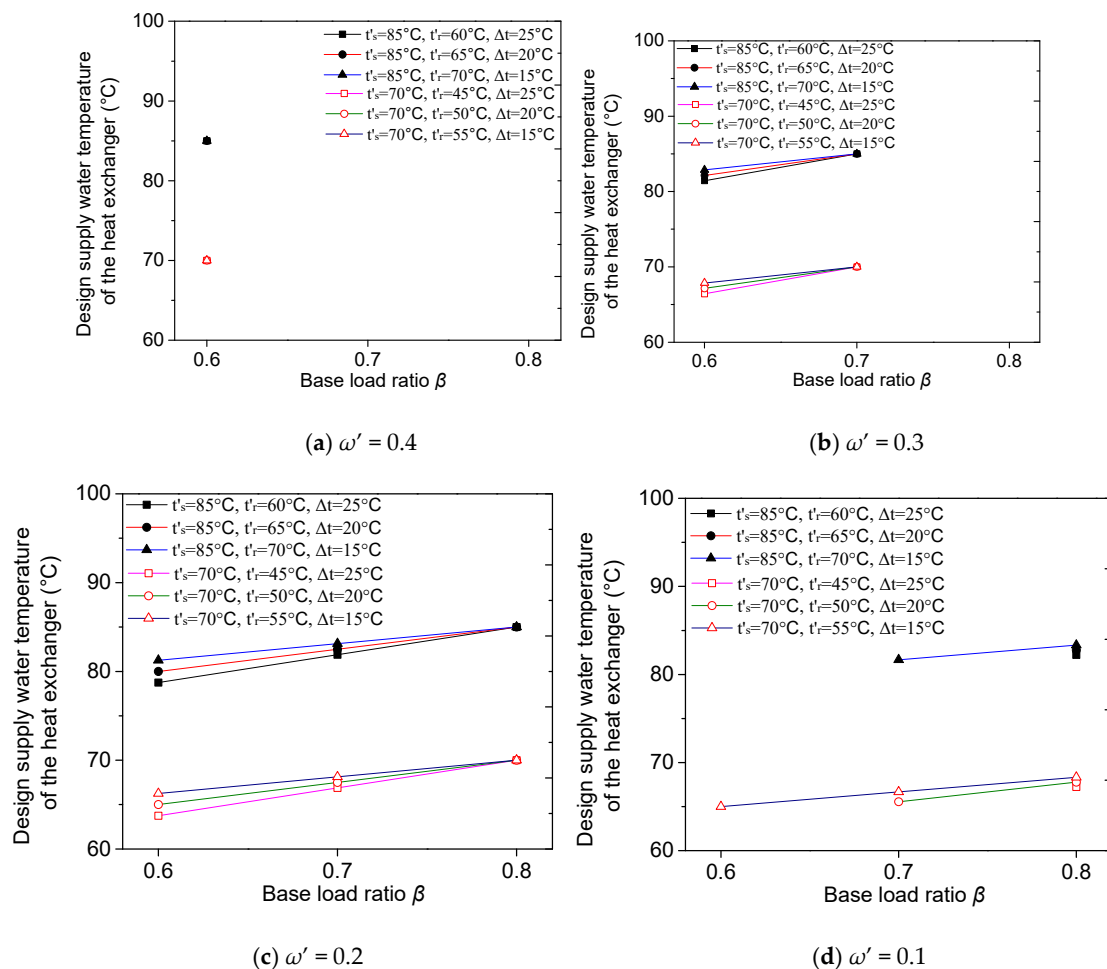 100
90
80
70
60
Design supply water temperature
of the heat exchanger (°C)
t's=85°C, t'r=60°C, Δt=25°C
t's=85°C, t'r=65°C, Δt=20°C
t's=85°C, t'r=70°C, Δt=15°C
t's=70°C, t'r=45°C, Δt=25°C
t's=70°C, t'r=50°C, Δt=20°C
t's=70°C, t'r=55°C, Δt=15°C
0.6 0.7 0.8
Base load ratio β
(a) ω′ = 0.4
100
90
80
70
60
Design supply water temperature
of the heat exchanger (°C)
t's=85°C, t'r=60°C, Δt=25°C
t's=85°C, t'r=65°C, Δt=20°C
t's=85°C, t'r=70°C, Δt=15°C
t's=70°C, t'r=45°C, Δt=25°C
t's=70°C, t'r=50°C, Δt=20°C
t's=70°C, t'r=55°C, Δt=15°C
0.6 0.7 0.8
Base load ratio β
(b) ω′ = 0.3
100
90
80
70
60
Design supply water temperature
of the heat exchanger (°C)
t's=85°C, t'r=60°C, Δt=25°C
t's=85°C, t'r=65°C, Δt=20°C
t's=85°C, t'r=70°C, Δt=15°C
t's=70°C, t'r=45°C, Δt=25°C
t's=70°C, t'r=50°C, Δt=20°C
t's=70°C, t'r=55°C, Δt=15°C
0.6 0.7 0.8
Base load ratio β
(c) ω′ = 0.2
100
90
80
70
60
Design supply water temperature
of the heat exchanger (°C)
t's=85°C, t'r=60°C, Δt=25°C
t's=85°C, t'r=65°C, Δt=20°C
t's=85°C, t'r=70°C, Δt=15°C
t's=70°C, t'r=45°C, Δt=25°C
t's=70°C, t'r=50°C, Δt=20°C
t's=70°C, t'r=55°C, Δt=15°C
0.6 0.7 0.8
Base load ratio β
(d) ω′ = 0.1